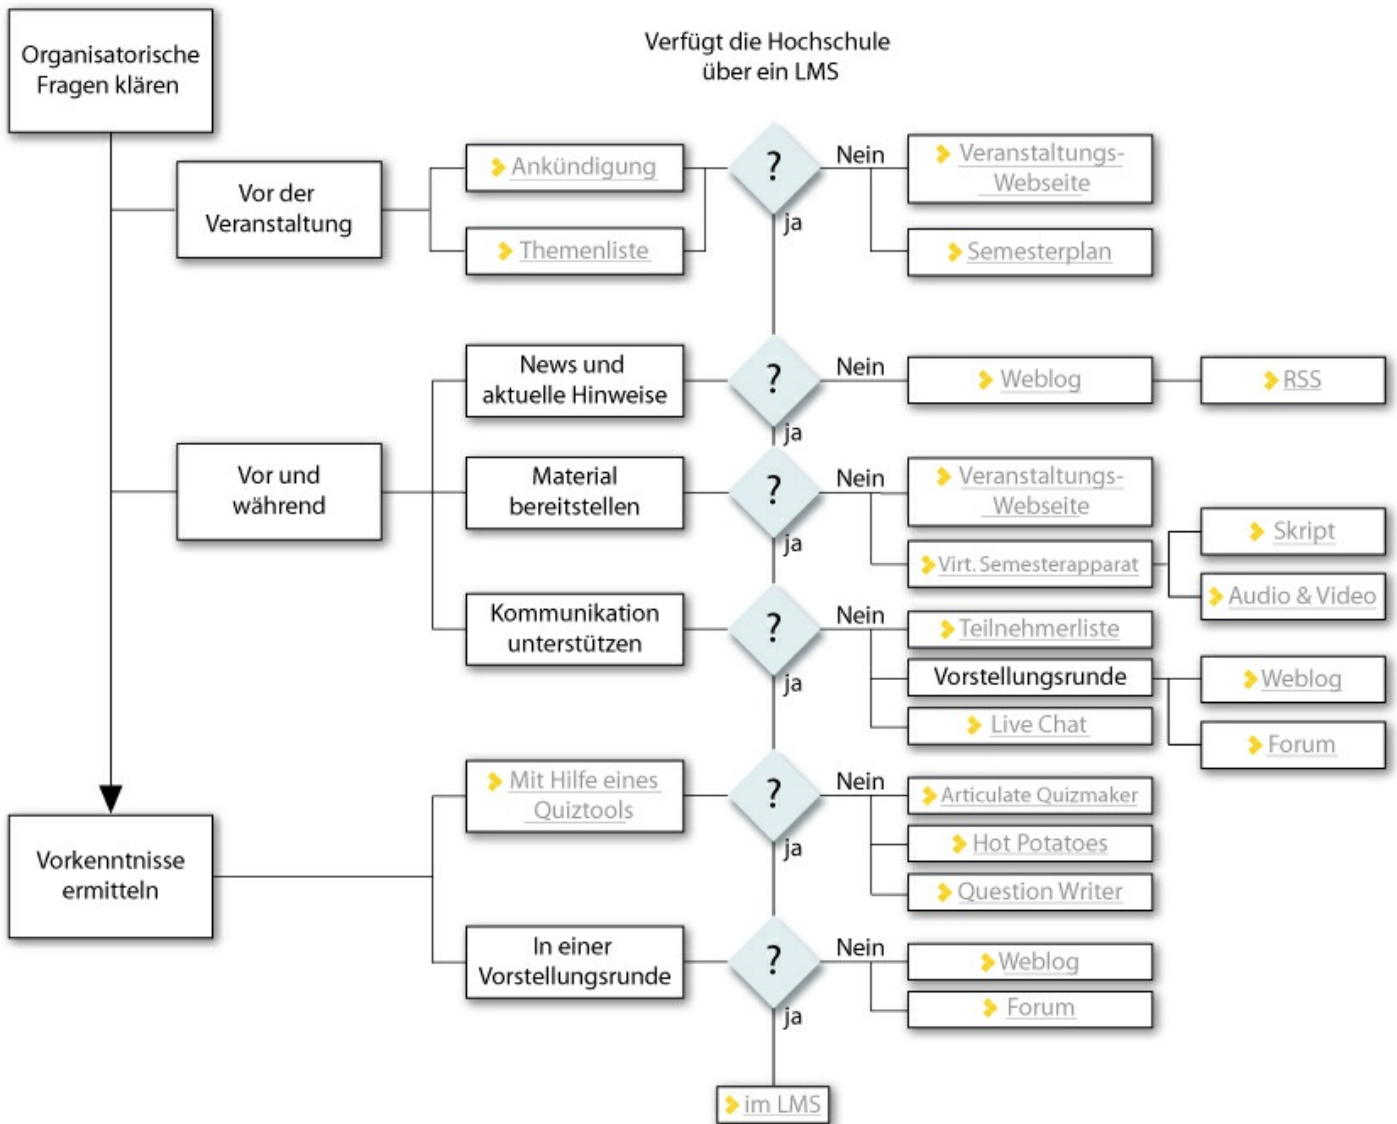 Organisatorische
Fragen klären
Verfügt die Hochschule
über ein LMS
Vor der
Veranstaltung
Ankündigung
Themenliste
?
Nein
ja
Veranstaltungs-
Webseite
Semesterplan
Vor und
während
News und
aktuelle Hinweise
?
Nein
ja
Weblog
RSS
Material
bereitstellen
?
Nein
ja
Veranstaltungs-
Webseite
Virt. Semesterapparat
Skript
Audio & Video
Kommunikation
unterstützen
?
Nein
ja
Teilnehmerliste
Vorstellungsrunde
Live Chat
Weblog
Forum
Vorkenntnisse
ermitteln
Mit Hilfe eines
Quiztools
?
Nein
ja
Articulate Quizmaker
Hot Potatoes
Question Writer
In einer
Vorstellungsrunde
?
Nein
ja
Weblog
Forum
im LMS